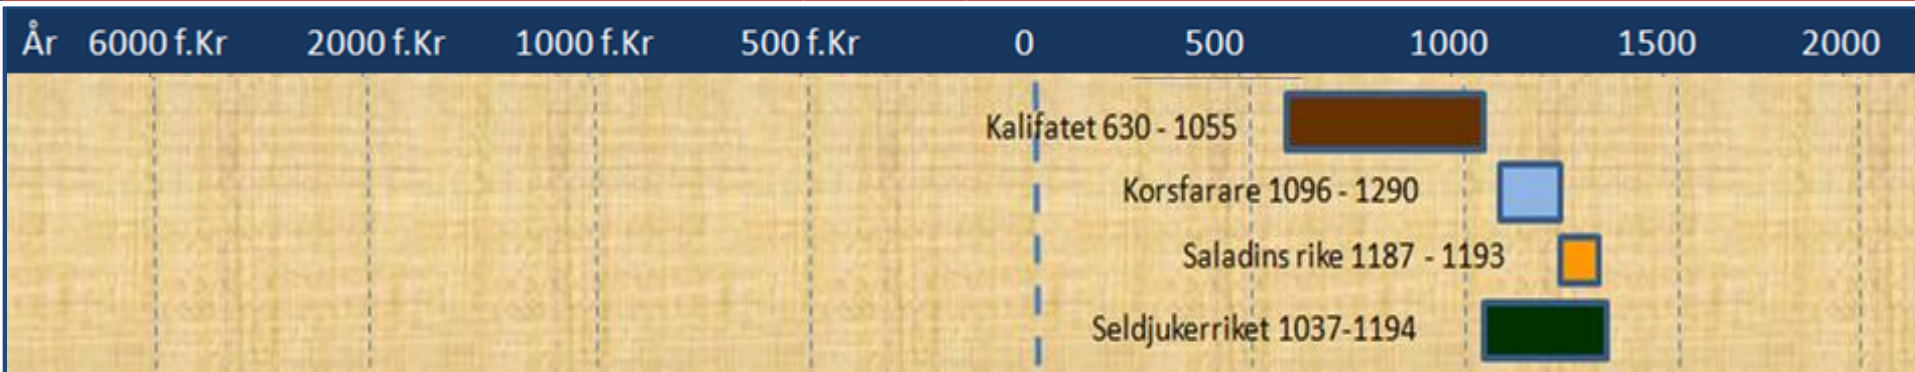 År 6000 f.Kr 2000 f.Kr 1000 f.Kr 500 f.Kr 0 500 1000 1500 2000
Kalifatet 630 - 1055
Korsfarare 1096 - 1290
Saladins rike 1187 - 1193
Seldjukerriket 1037-1194